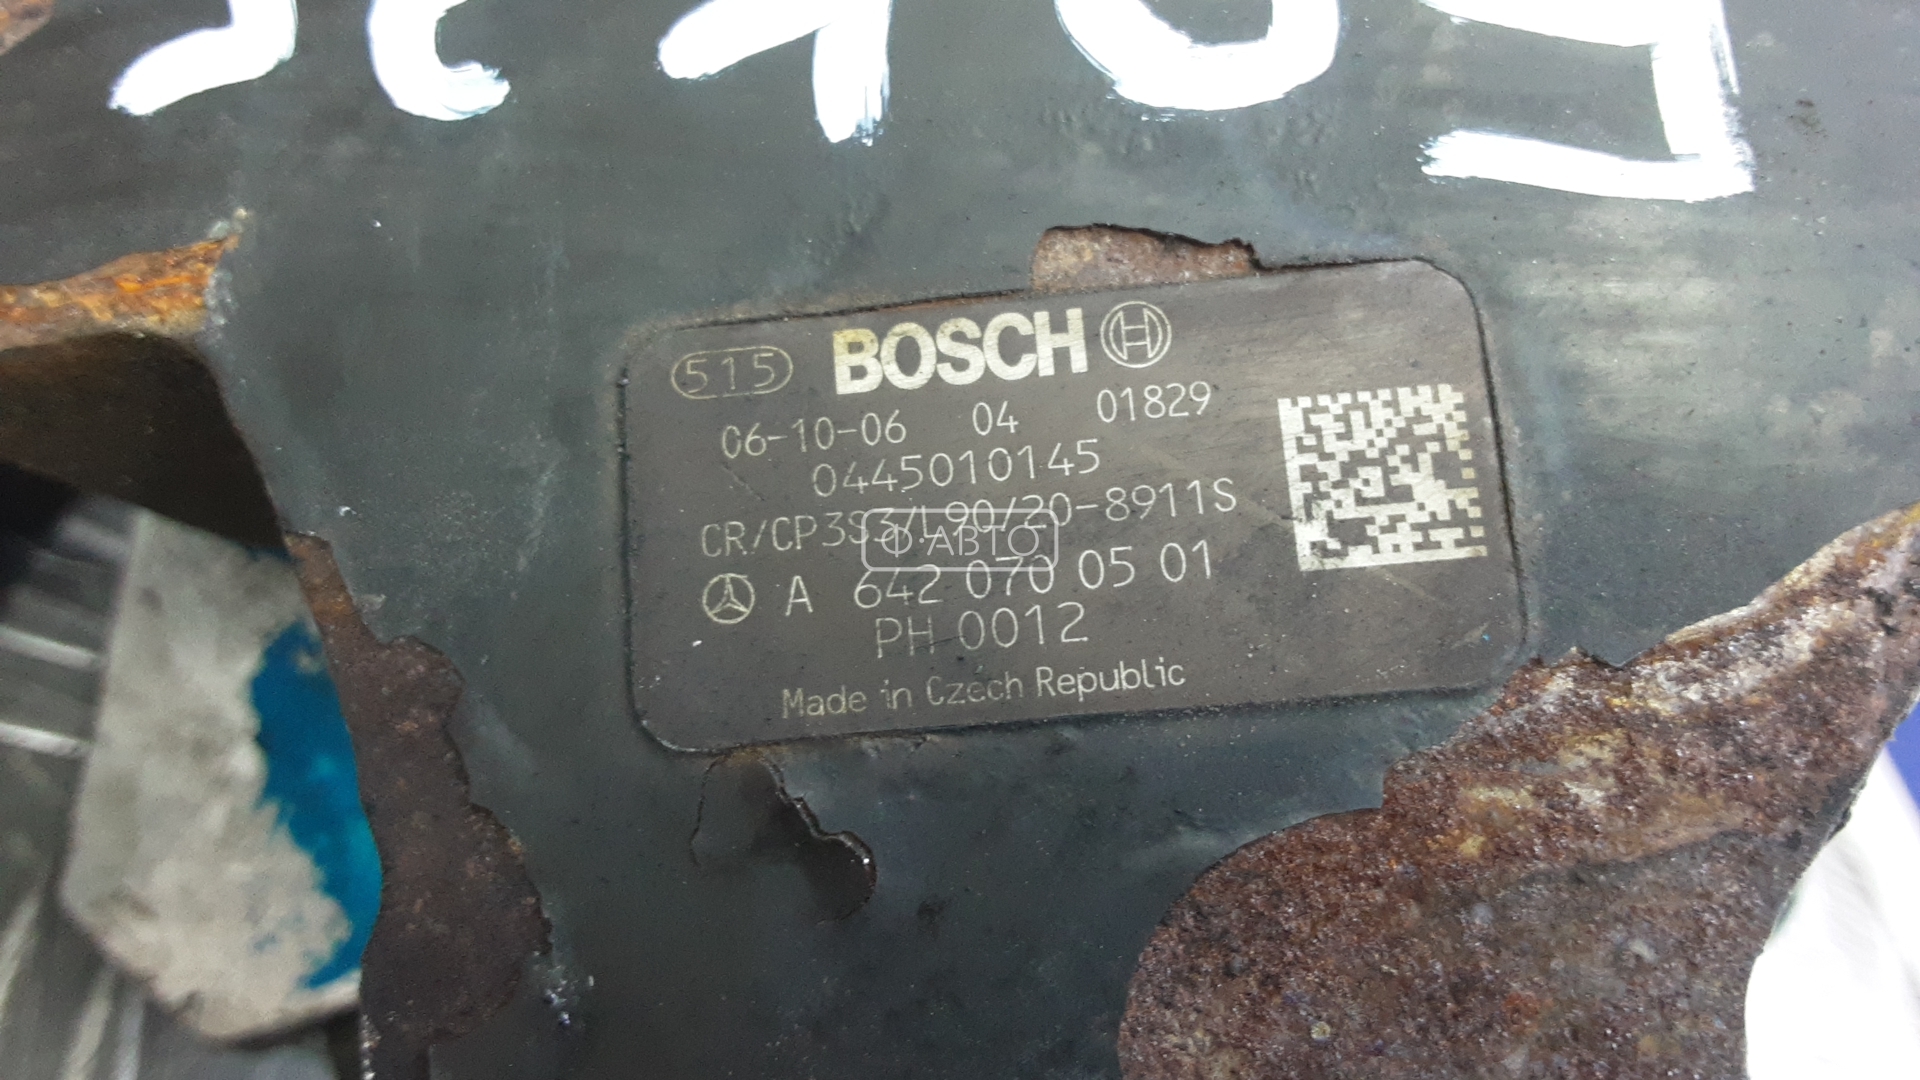 515 BOSCH
06-10-06 04 01829
0445010145
CR/CP3S3/L90/20-8911S
A 642 070 05 01
PH 0012
Made in Czech Republic
Ф АВТО